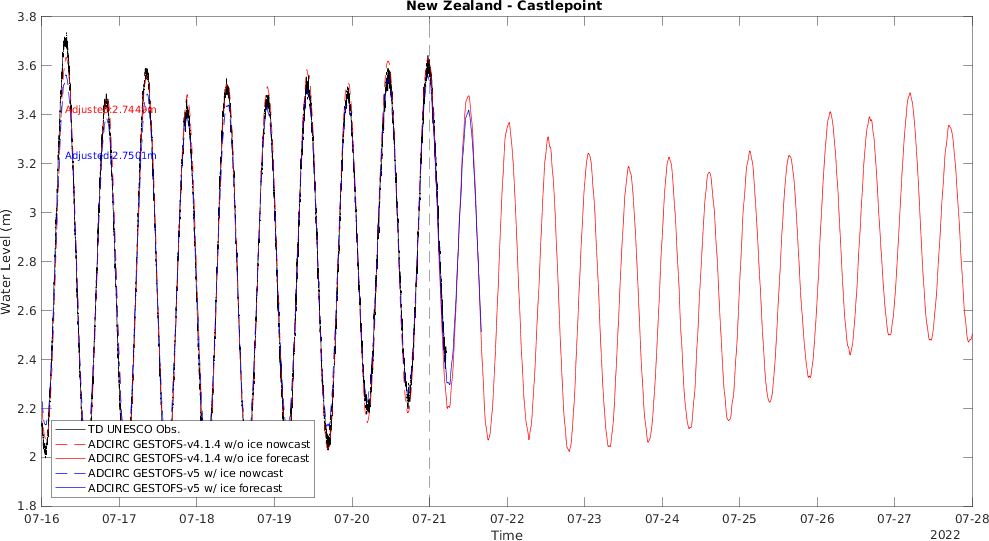 New Zealand - Castlepoint
3.8
3.6
3.4
3.2
3
2.8
2.6
2.4
2.2
2
1.8
Water Level (m)
Adjusted:2.7449m
Adjusted:2.7501m
TD UNESCO Obs.
ADCIRC GESTOFS-v4.1.4 w/o ice nowcast
ADCIRC GESTOFS-v4.1.4 w/o ice forecast
ADCIRC GESTOFS-v5 w/ ice nowcast
ADCIRC GESTOFS-v5 w/ ice forecast
07-16 07-17 07-18 07-19 07-20 07-21 07-22 07-23 07-24 07-25 07-26 07-27 07-28
Time
2022